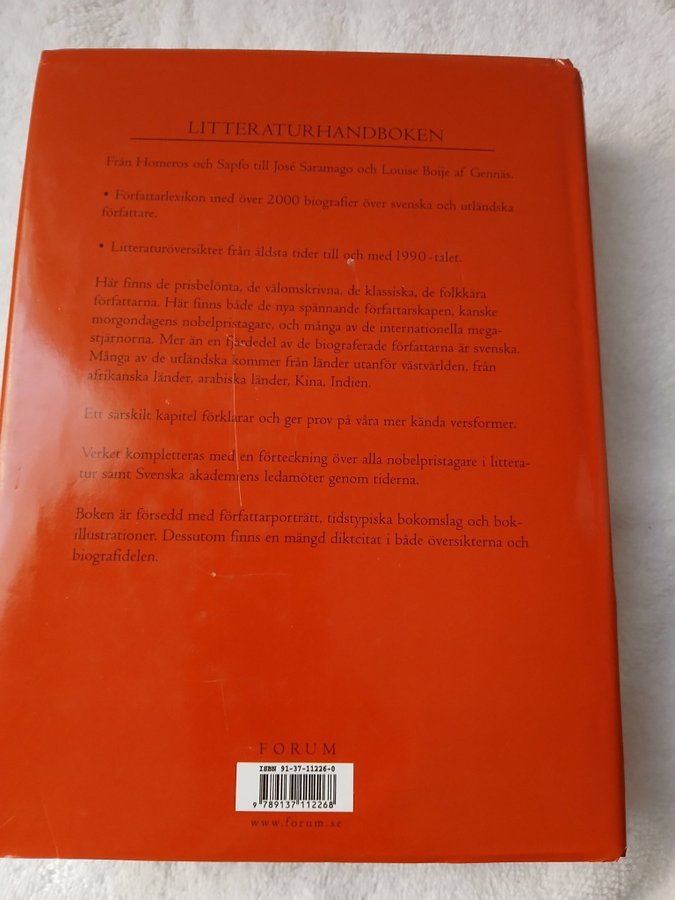 LITTERATURHANDBOKEN
Från Homeros och Sapfo till José Saramago och Louise Boije af Gennäs.
• Författarlexikon med över 2000 biografier över svenska och utländska
författare.
• Litteraturöversikter från äldsta tider till och med 1990-talet.
Här finns de prisbelönta, de välomskrivna, de klassiska, de folkkära
författarna. Här finns både de nya spännande författarskapen, kanske
morgondagens nobelpristagare, och många av de internationella mega-
stjärnorna. Mer än en fjärdedel av de biograferade författarna är svenska.
Många av de utländska kommer från länder utanför västvärlden, från
afrikanska länder, arabiska länder, Kina, Indien.
Ett särskilt kapitel förklarar och ger prov på våra mer kända versformer.
Verket kompletteras med en förteckning över alla nobelpristagare i littera-
tur samt Svenska akademiens ledamöter genom tiderna.
Boken är försedd med författarporträtt, tidstypiska bokomslag och bok-
illustrationer. Dessutom finns en mängd diktcitat i både översikterna och
biografidelen.
FORUM
ISBN 91-37-11226-0
9 789137 112268
www.forum.se